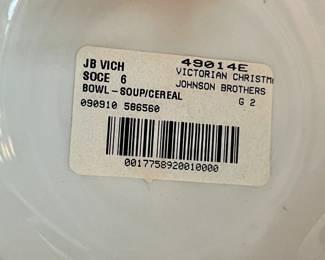 JB VICH 49014E
SOCE 6 VICTORIAN CHRISTM
BOWL-SOUP/CEREAL JOHNSON BROTHERS
090910 586560 G 2
0017758920010000